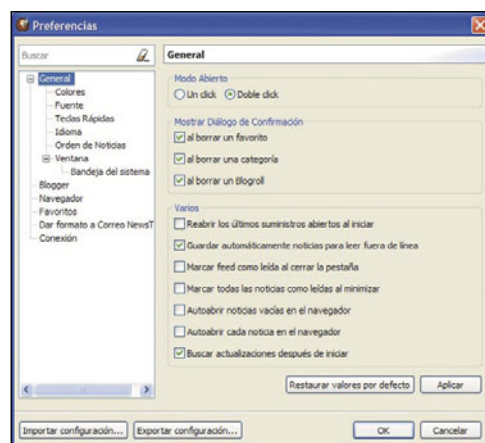 Preferencias
Buscar
General
General
Colores
Fuente
Teclas Rápidas
Idioma
Orden de Noticias
Ventana
Bandeja del sistema
Blogger
Navegador
Favoritos
Dar formato a Correo NewsT
Conexión
Modo Abierto
Un click
Doble click
Mostrar Diálogo de Confirmación
al borrar un favorito
al borrar una categoría
al borrar un Blogroll
Varios
Reabrir los últimos suministros abiertos al iniciar
Guardar automáticamente noticias para leer fuera de línea
Marcar feed como leída al cerrar la pestaña
Marcar todas las noticias como leídas al minimizar
Autoabrir noticias vacías en el navegador
Autoabrir cada noticia en el navegador
Buscar actualizaciones después de iniciar
Restaurar valores por defecto
Aplicar
Importar configuración...
Exportar configuración...
OK
Cancelar